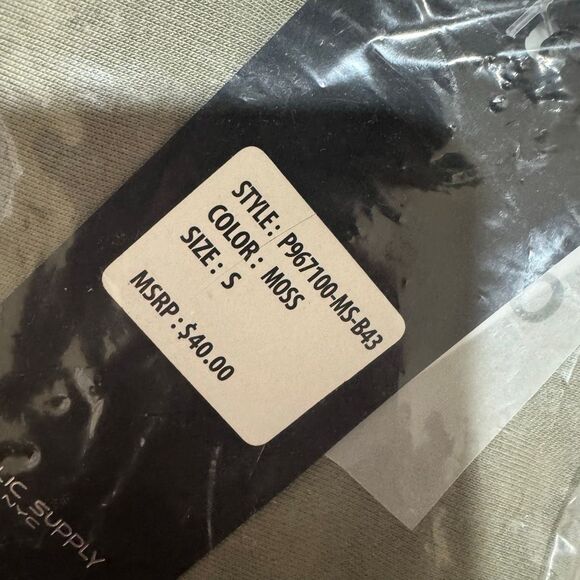 STYLE: P967100-MS-B43
COLOR: MOSS
SIZE: S
MSRP: $40.00
LIC SUPPLY
NYC